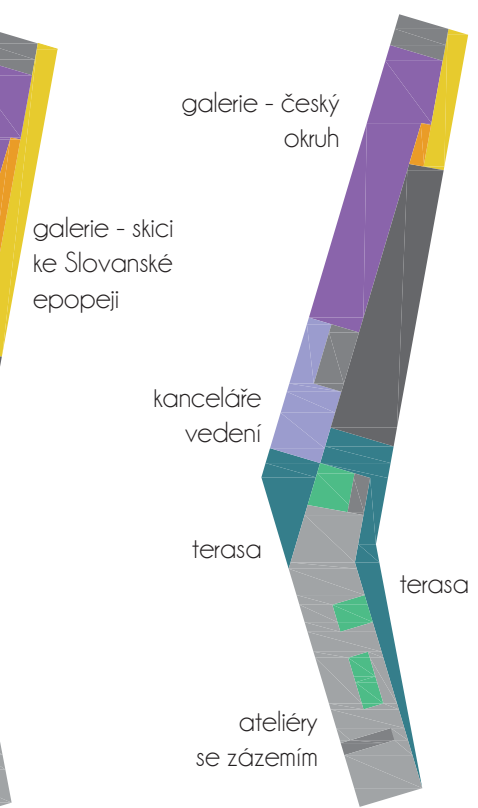 galerie - český
okruh
galerie - skici
ke Slovanské
epopeji
kanceláře
vedení
terasa
terasa
ateliéry
se zázemím